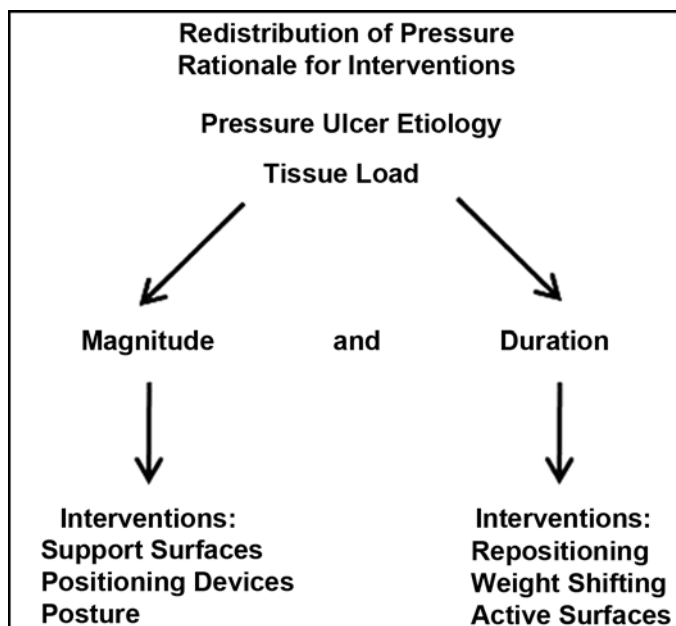 Redistribution of Pressure
Rationale for Interventions
Pressure Ulcer Etiology
Tissue Load
Magnitude and Duration
Interventions:
Support Surfaces
Positioning Devices
Posture
Interventions:
Repositioning
Weight Shifting
Active Surfaces